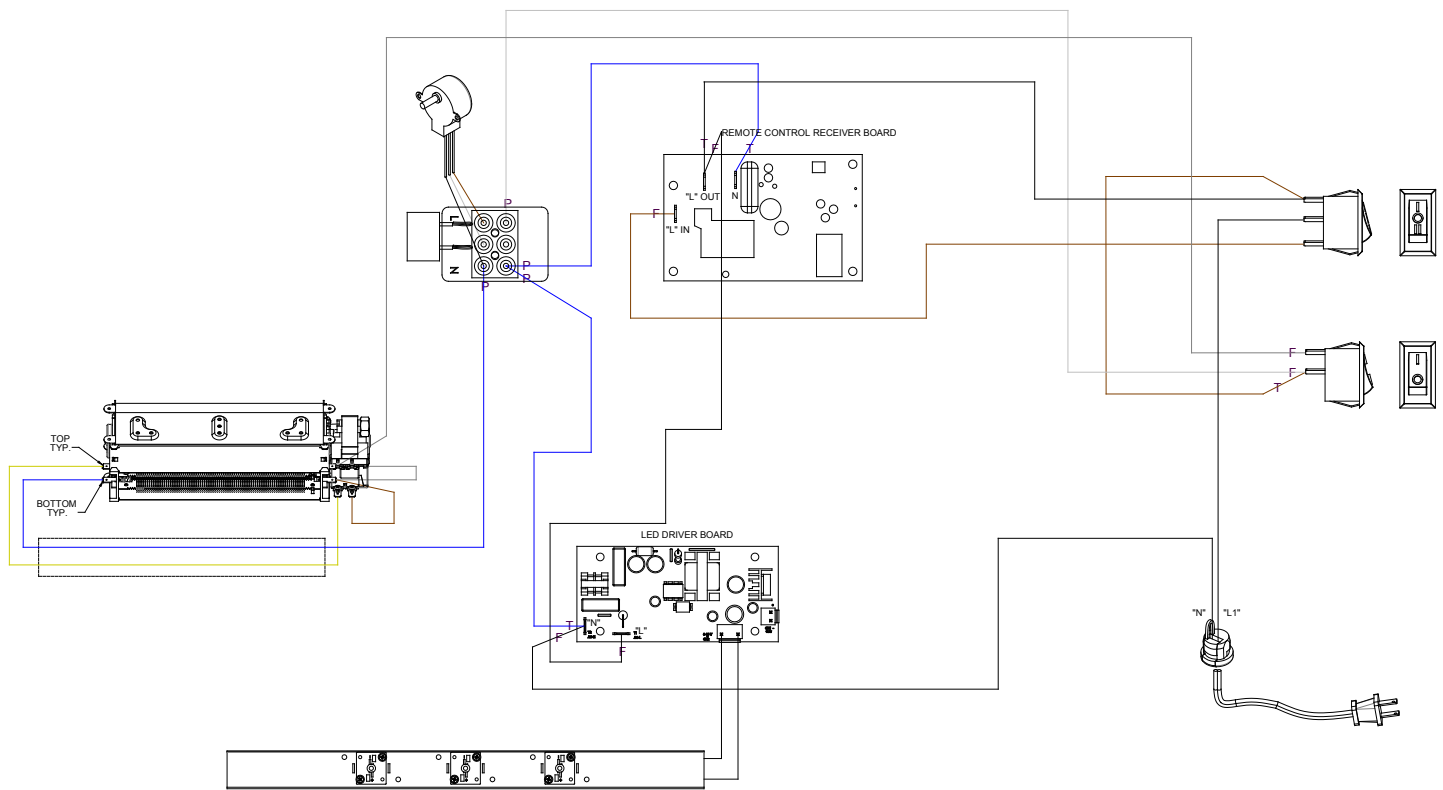 P
T
F
REMOTE CONTROL RECEIVER BOARD
T
"L" OUT
N
F
"L" IN
L
N
P
P
P
F
F
T
TOP
TYP.
BOTTOM
TYP.
LED DRIVER BOARD
T
"N"
F
"L"
F
"N"
"L1"